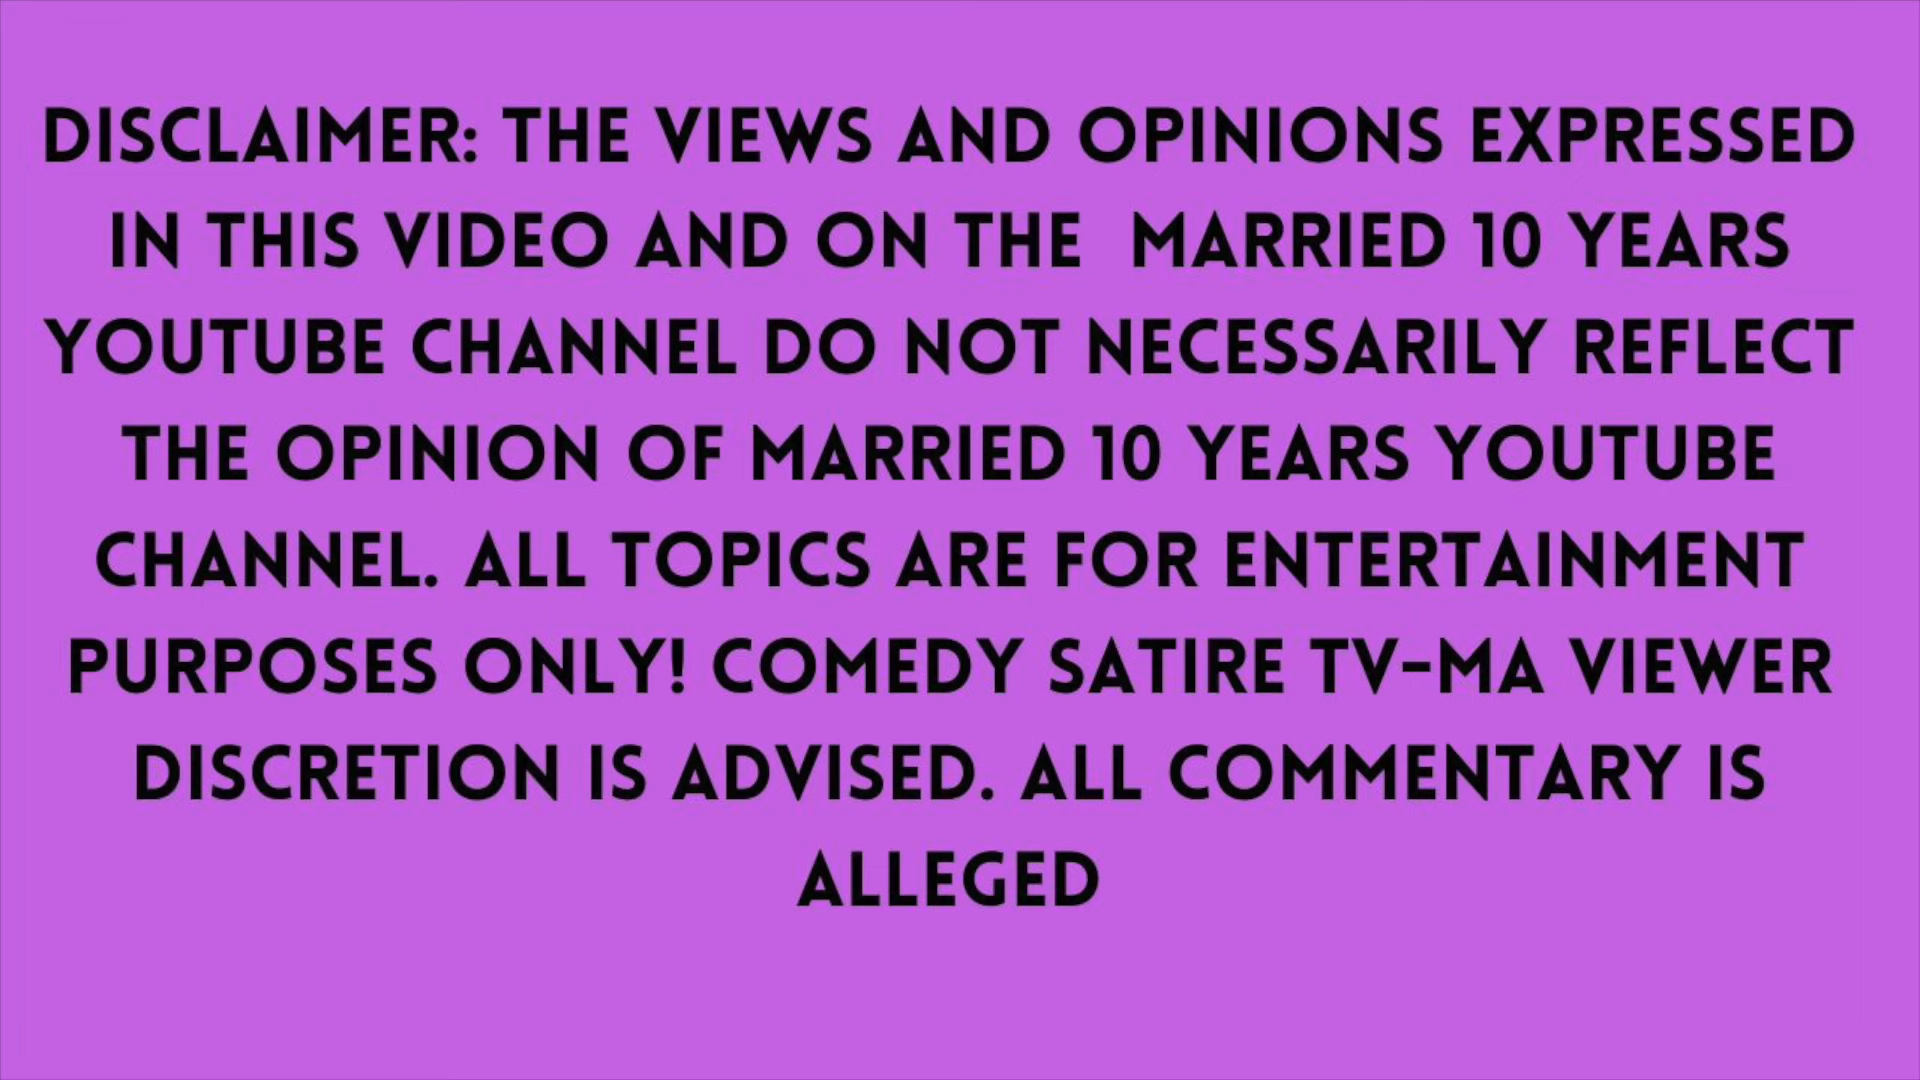 DISCLAIMER: THE VIEWS AND OPINIONS EXPRESSED
IN THIS VIDEO AND ON THE MARRIED 10 YEARS
YOUTUBE CHANNEL DO NOT NECESSARILY REFLECT
THE OPINION OF MARRIED 10 YEARS YOUTUBE
CHANNEL. ALL TOPICS ARE FOR ENTERTAINMENT
PURPOSES ONLY! COMEDY SATIRE TV-MA VIEWER
DISCRETION IS ADVISED. ALL COMMENTARY IS
ALLEGED